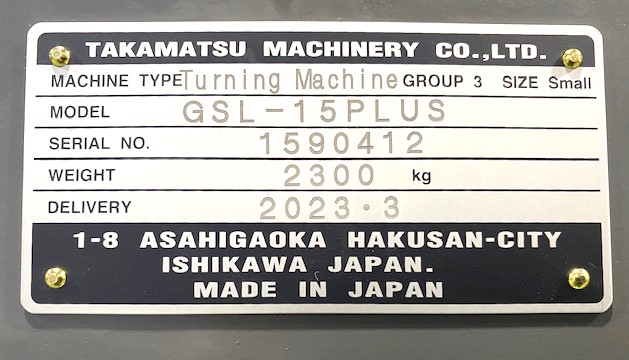 TAKAMATSU MACHINERY CO.,LTD.
MACHINE TYPE Turning Machine GROUP 3 SIZE Small
MODEL GSL-15PLUS
SERIAL NO. 1590412
WEIGHT 2300 kg
DELIVERY 2023・3
1-8 ASAHIGAOKA HAKUSAN-CITY
ISHIKAWA JAPAN.
MADE IN JAPAN